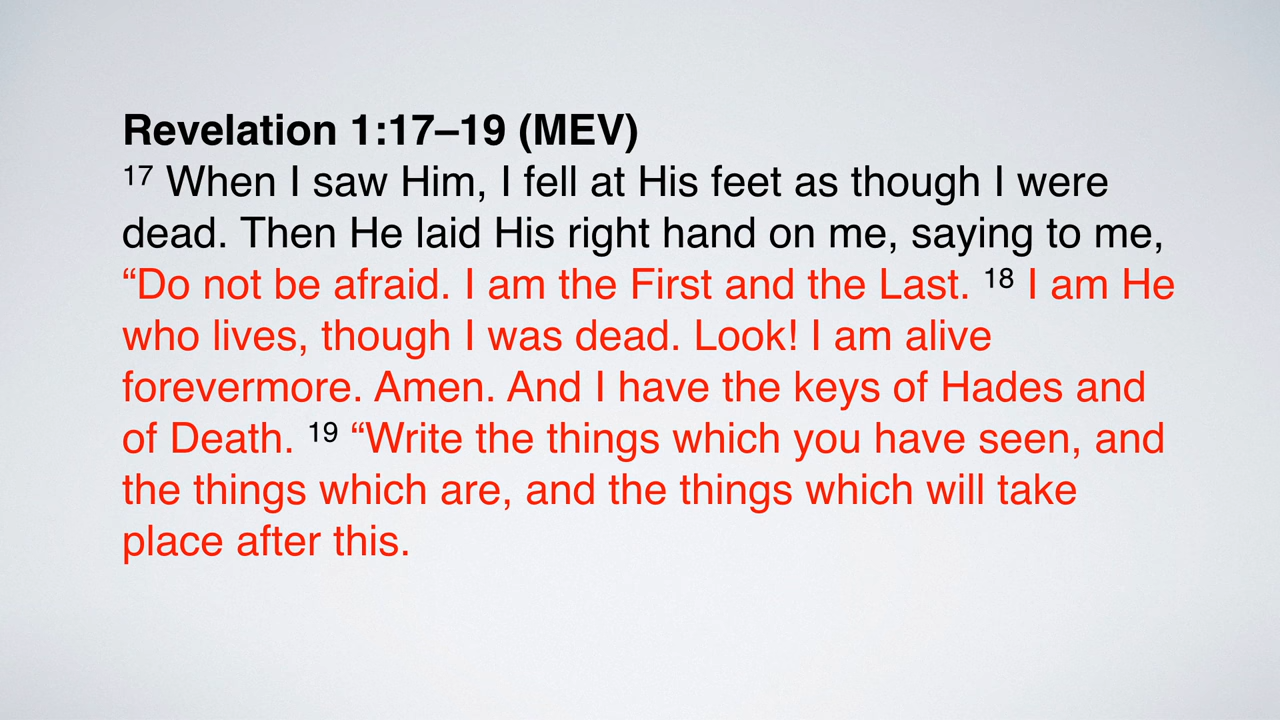 Revelation 1:17–19 (MEV)
17 When I saw Him, I fell at His feet as though I were
dead. Then He laid His right hand on me, saying to me,
“Do not be afraid. I am the First and the Last. 18 I am He
who lives, though I was dead. Look! I am alive
forevermore. Amen. And I have the keys of Hades and
of Death. 19 “Write the things which you have seen, and
the things which are, and the things which will take
place after this.